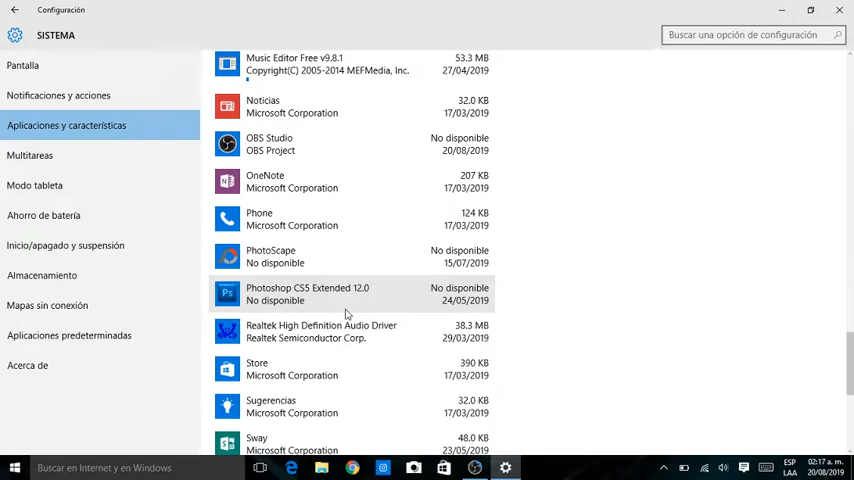 Configuración
SISTEMA
Buscar una opción de configuración
Pantalla
Notificaciones y acciones
Aplicaciones y características
Multitareas
Modo tableta
Ahorro de batería
Inicio/apagado y suspensión
Almacenamiento
Mapas sin conexión
Aplicaciones predeterminadas
Acerca de
Music Editor Free v9.8.1 53.3 MB
Copyright(C) 2005-2014 MEFMedia, Inc. 27/04/2019
Noticias 32.0 KB
Microsoft Corporation 17/03/2019
OBS Studio No disponible
OBS Project 20/08/2019
OneNote 207 KB
Microsoft Corporation 17/03/2019
Phone 124 KB
Microsoft Corporation 17/03/2019
PhotoScape No disponible
No disponible 15/07/2019
Ps
Photoshop CS5 Extended 12.0 No disponible
No disponible 24/05/2019
Realtek High Definition Audio Driver 38.3 MB
Realtek Semiconductor Corp. 29/03/2019
Store 390 KB
Microsoft Corporation 17/03/2019
Sugerencias 32.0 KB
Microsoft Corporation 17/03/2019
Sway 48.0 KB
Microsoft Corporation 23/05/2019
Buscar en Internet y en Windows
ESP 02:17 a. m.
LAA 20/08/2019